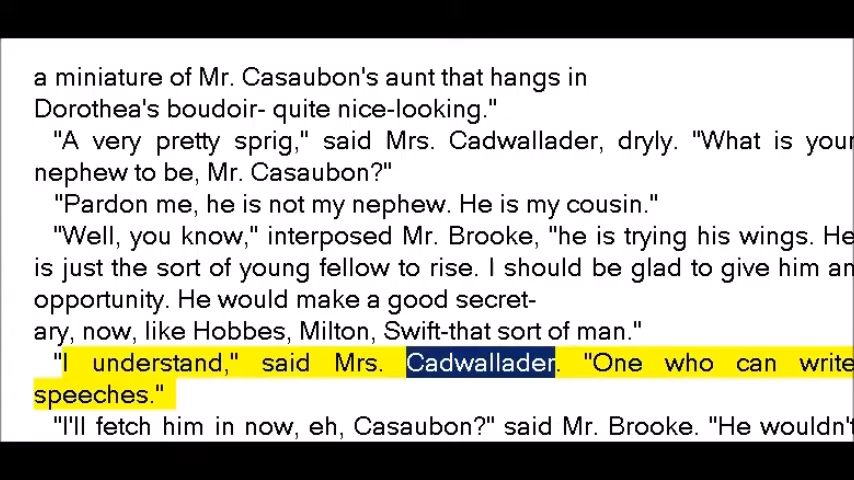 a miniature of Mr. Casaubon's aunt that hangs in
Dorothea's boudoir- quite nice-looking."
"A very pretty sprig," said Mrs. Cadwallader, dryly. "What is your
nephew to be, Mr. Casaubon?"
"Pardon me, he is not my nephew. He is my cousin."
"Well, you know," interposed Mr. Brooke, "he is trying his wings. He
is just the sort of young fellow to rise. I should be glad to give him an
opportunity. He would make a good secret-
ary, now, like Hobbes, Milton, Swift-that sort of man."
"I understand," said Mrs. Cadwallader. "One who can write
speeches."
"I'll fetch him in now, eh, Casaubon?" said Mr. Brooke. "He wouldn't